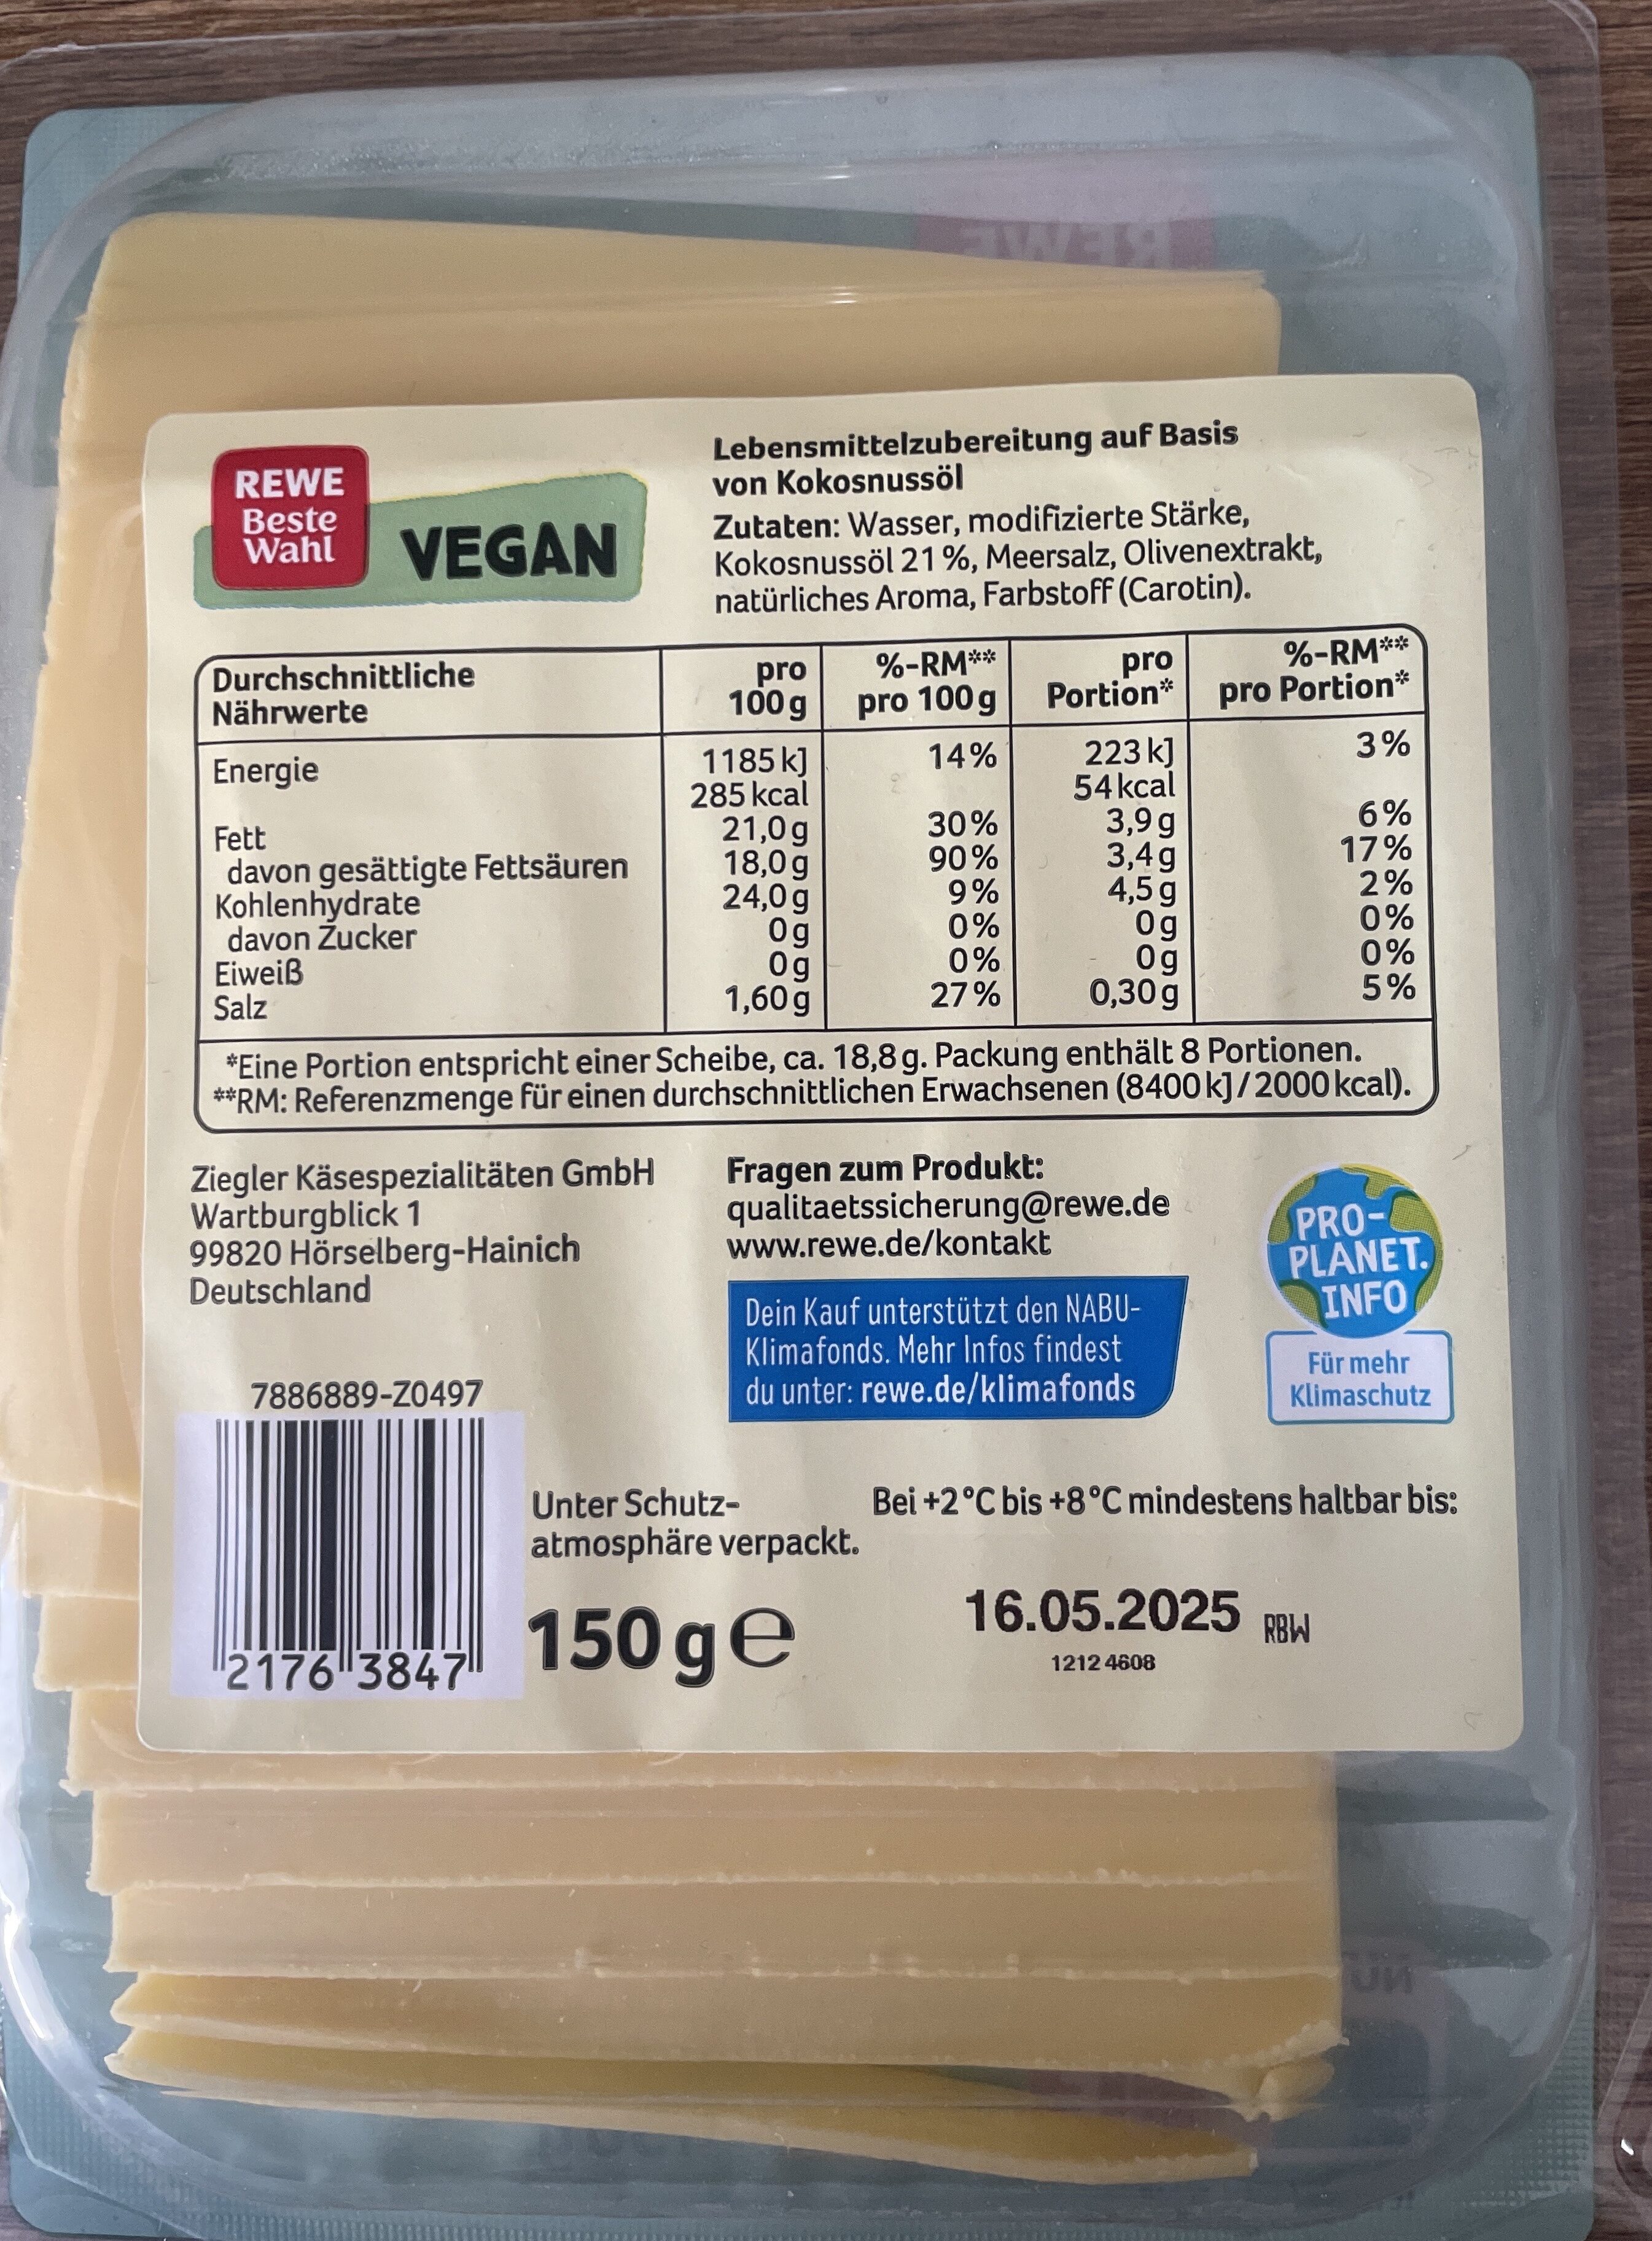 REWE
REWE
Beste
Wahl
VEGAN
Lebensmittelzubereitung auf Basis
von Kokosnussöl
Zutaten: Wasser, modifizierte Stärke,
Kokosnussöl 21 %, Meersalz, Olivenextrakt,
natürliches Aroma, Farbstoff (Carotin).
Durchschnittliche Nährwerte pro 100 g %-RM** pro 100 g pro Portion* %-RM** pro Portion*
Energie 1185 kJ 14 % 223 kJ 3 %
285 kcal 54 kcal
Fett 21,0 g 30 % 3,9 g 6 %
davon gesättigte Fettsäuren 18,0 g 90 % 3,4 g 17 %
Kohlenhydrate 24,0 g 9 % 4,5 g 2 %
davon Zucker 0 g 0 % 0 g 0 %
Eiweiß 0 g 0 % 0 g 0 %
Salz 1,60 g 27 % 0,30 g 5 %
*Eine Portion entspricht einer Scheibe, ca. 18,8 g. Packung enthält 8 Portionen.
**RM: Referenzmenge für einen durchschnittlichen Erwachsenen (8400 kJ / 2000 kcal).
Ziegler Käsespezialitäten GmbH
Wartburgblick 1
99820 Hörselberg-Hainich
Deutschland
Fragen zum Produkt:
qualitaetssicherung@rewe.de
www.rewe.de/kontakt
Dein Kauf unterstützt den NABU-
Klimafonds. Mehr Infos findest
du unter: rewe.de/klimafonds
PRO-
PLANET.
INFO
Für mehr
Klimaschutz
7886889-Z0497
2176 3847
Unter Schutz-
atmosphäre verpackt.
150 g e
Bei +2 °C bis +8 °C mindestens haltbar bis:
16.05.2025 RBW
1212 4608